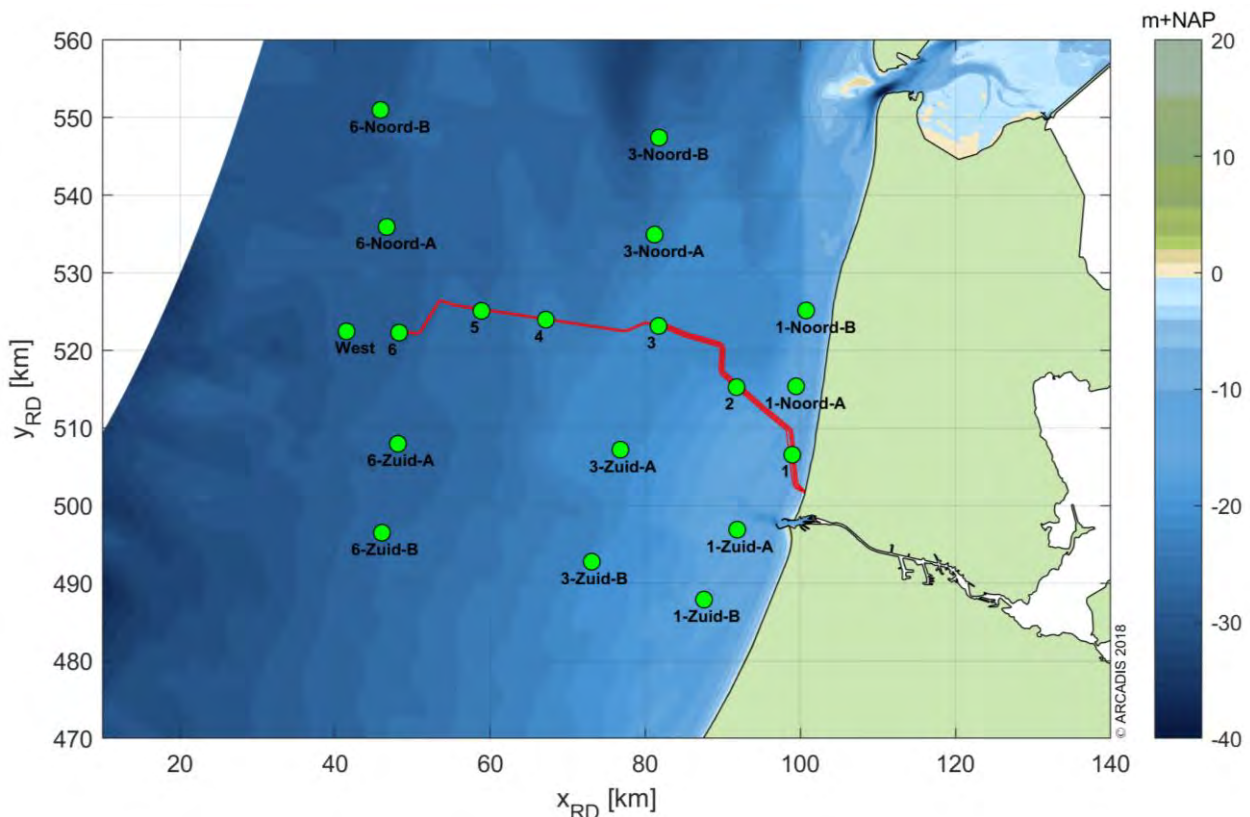 m+NAP
560
550
540
530
520
510
500
490
480
470
y_RD [km]
20
40
60
80
100
120
140
x_RD [km]
20
10
0
-10
-20
-30
-40
6-Noord-B
3-Noord-B
6-Noord-A
3-Noord-A
5
4
3
1-Noord-B
West
6
2
1-Noord-A
6-Zuid-A
3-Zuid-A
1
6-Zuid-B
1-Zuid-A
3-Zuid-B
1-Zuid-B
© ARCADIS 2018